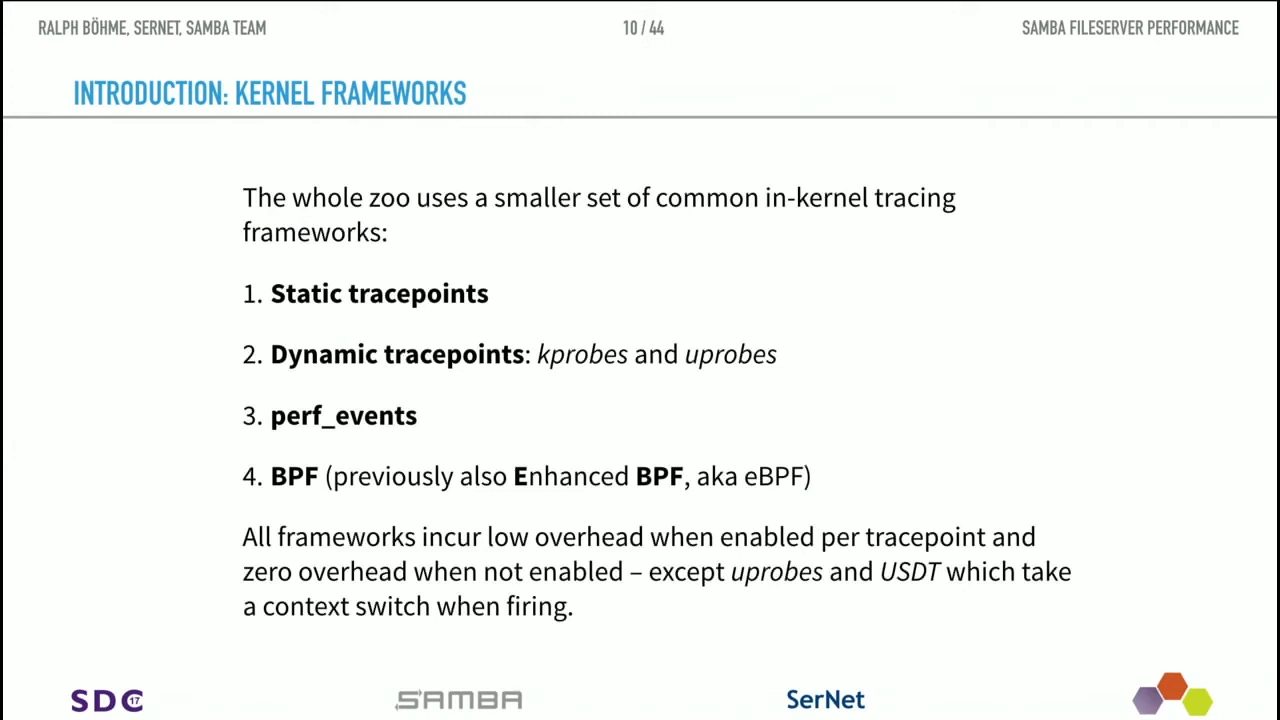 RALPH BÖHME, SERNET, SAMBA TEAM
10 / 44
SAMBA FILESERVER PERFORMANCE
INTRODUCTION: KERNEL FRAMEWORKS
The whole zoo uses a smaller set of common in-kernel tracing
frameworks:
1. Static tracepoints
2. Dynamic tracepoints: kprobes and uprobes
3. perf_events
4. BPF (previously also Enhanced BPF, aka eBPF)
All frameworks incur low overhead when enabled per tracepoint and
zero overhead when not enabled – except uprobes and USDT which take
a context switch when firing.
SDC 17
SAMBA
SerNet